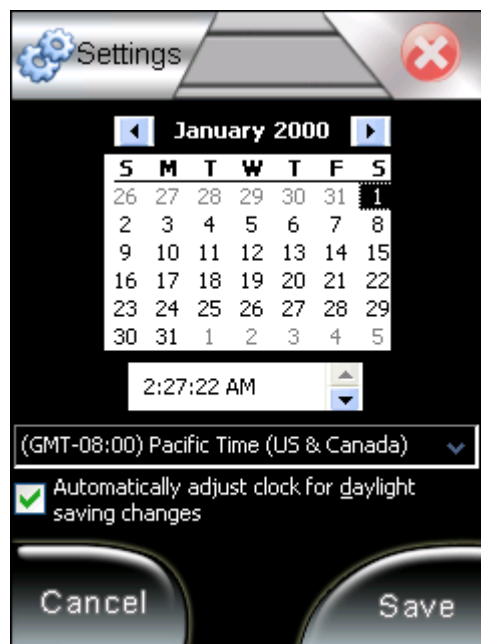 Settings
January 2000
S M T W T F S
26 27 28 29 30 31 1
2 3 4 5 6 7 8
9 10 11 12 13 14 15
16 17 18 19 20 21 22
23 24 25 26 27 28 29
30 31 1 2 3 4 5
2:27:22 AM
(GMT-08:00) Pacific Time (US & Canada)
Automatically adjust clock for daylight
saving changes
Cancel Save